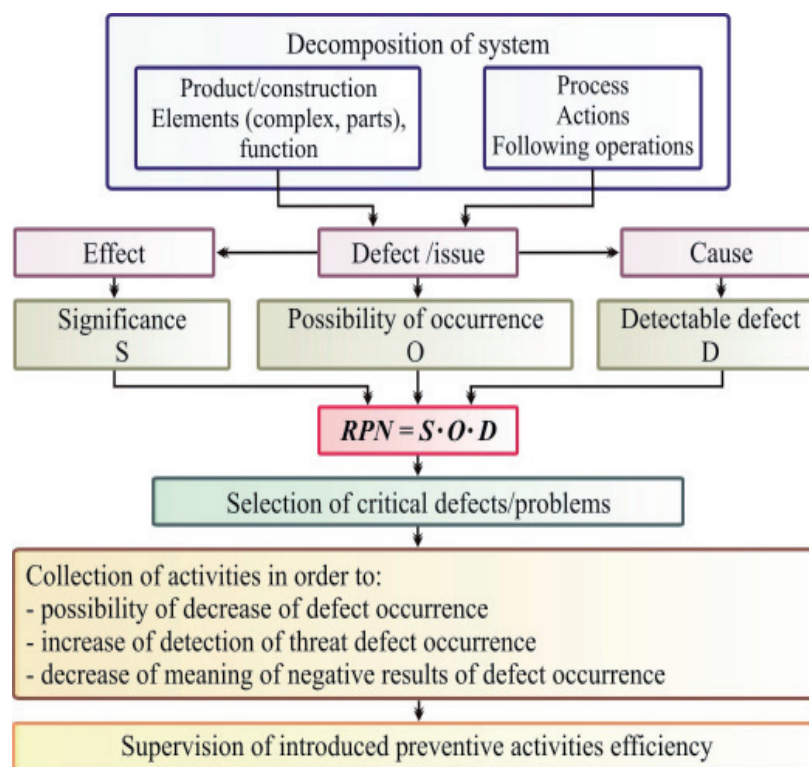 Decomposition of system
Product/construction
Elements (complex, parts),
function
Process
Actions
Following operations
Effect
Defect /issue
Cause
Significance
S
Possibility of occurrence
O
Detectable defect
D
RPN = S·O·D
Selection of critical defects/problems
Collection of activities in order to:
- possibility of decrease of defect occurrence
- increase of detection of threat defect occurrence
- decrease of meaning of negative results of defect occurrence
Supervision of introduced preventive activities efficiency